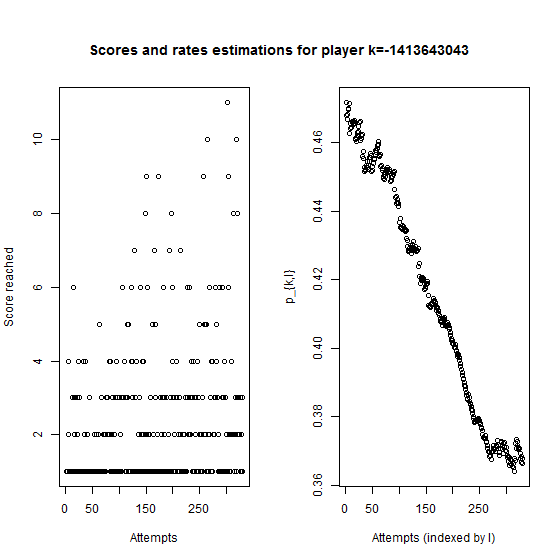 Scores and rates estimations for player k=-1413643043
Score reached
10
8
6
4
2
0 50 150 250
Attempts
p_{k,l}
0.46
0.44
0.42
0.40
0.38
0.36
0 50 150 250
Attempts (indexed by l)